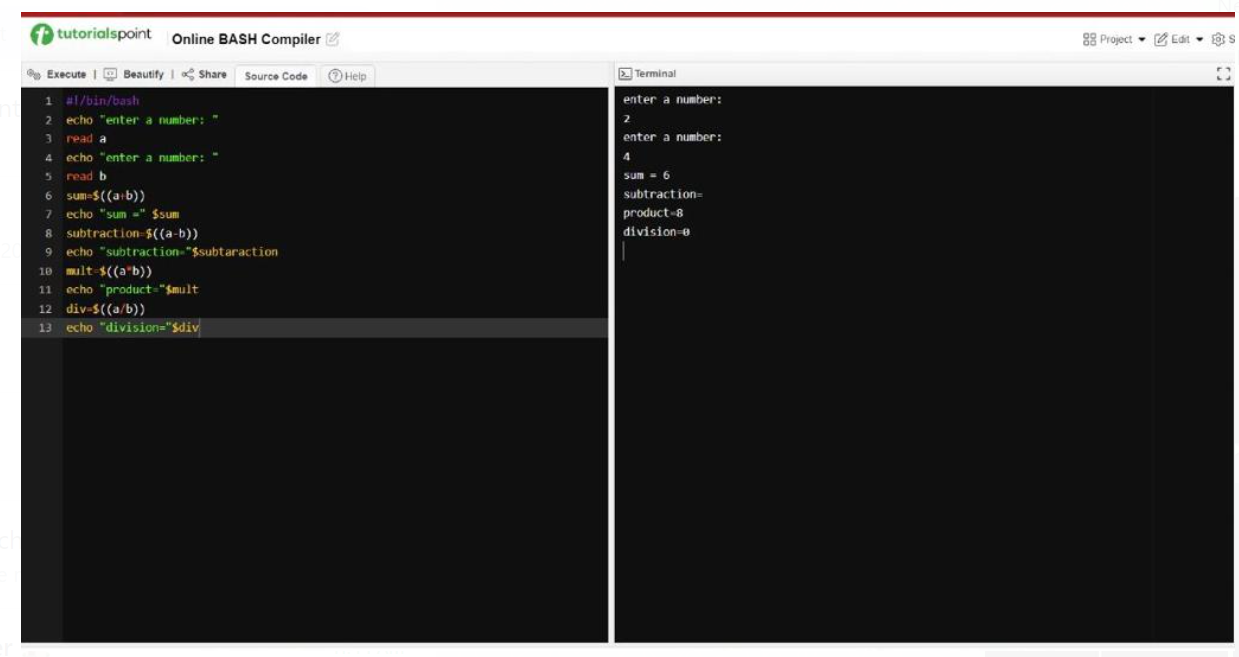 tutorialspoint Online BASH Compiler Project Edit S
Execute | Beautify | Share Source Code Help
1 #!/bin/bash
2 echo "enter a number: "
3 read a
4 echo "enter a number: "
5 read b
6 sum=$((a+b))
7 echo "sum =" $sum
8 subtraction=$((a-b))
9 echo "subtraction="$subtaraction
10 mult=$((a*b))
11 echo "product="$mult
12 div=$((a/b))
13 echo "division="$div
Terminal
enter a number:
2
enter a number:
4
sum = 6
subtraction=
product=8
division=0